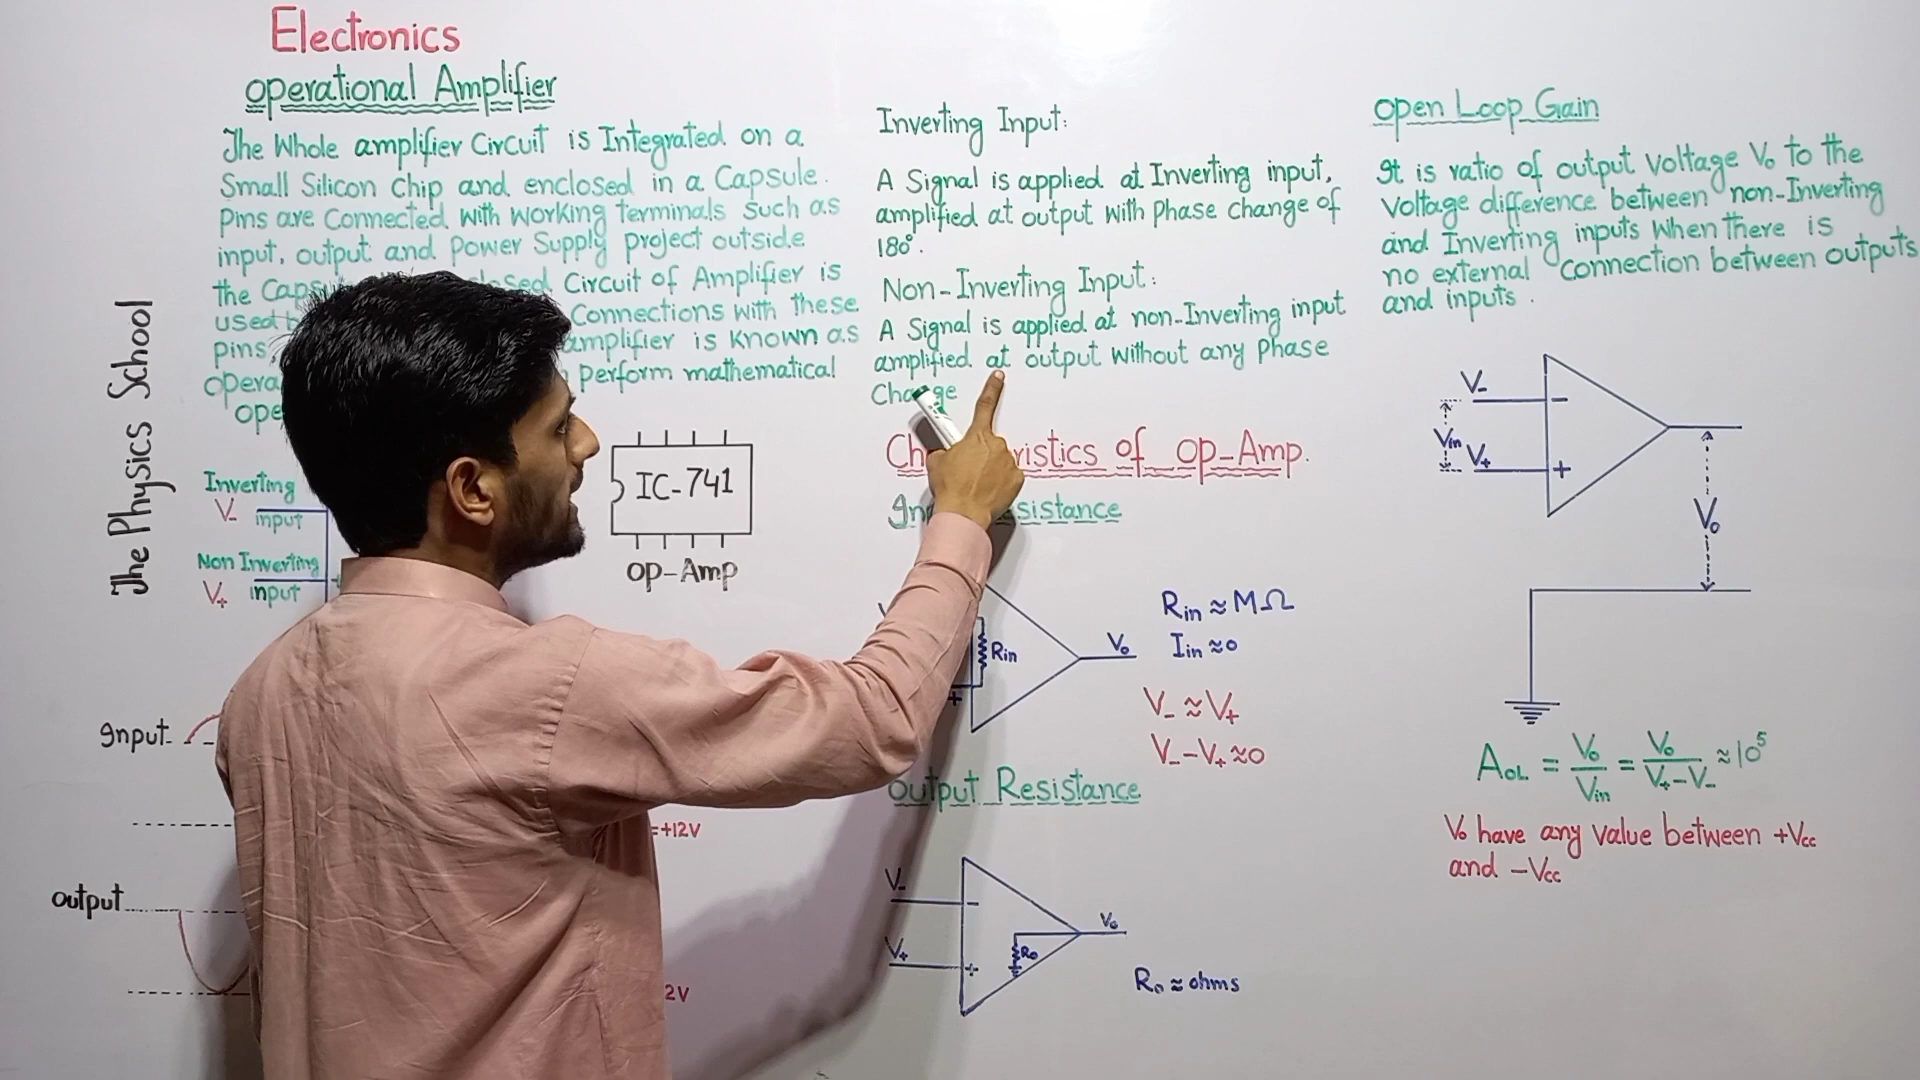 Electronics
operational Amplifier
The Whole amplifier Circuit is Integrated on a
Small Silicon Chip and enclosed in a Capsule.
Pins are Connected with working terminals such as
input, output and Power Supply project outside
the Circuit of Amplifier is
used Connections with these
pins, amplifier is known as
Perform mathematical
The Physics School
Inverting
V-
input
Non Inverting
V+
input
IC-741
op-Amp
Input
=+12V
output
2V
Inverting Input:
A Signal is applied at Inverting input,
amplified at output with Phase change of
180°.
Non-Inverting Input:
A Signal is applied at non-Inverting input
amplified at output without any Phase
Change
Characteristics of op-Amp.
Rin
+
Vo
Rin ≈ MΩ
Iin ≈ 0
V- ≈ V+
V- - V+ ≈ 0
output Resistance
V-
-
V+
+
Ro
Vo
Ro ≈ ohms
open Loop Gain
It is ratio of output Voltage Vo to the
Voltage difference between non-Inverting
and Inverting inputs when there is
no external Connection between outputs
and inputs.
V-
-
Vin
V+
+
Vo
AOL = Vo/Vin = Vo/V+-V- ≈ 10⁵
Vo have any value between +Vcc
and -Vcc